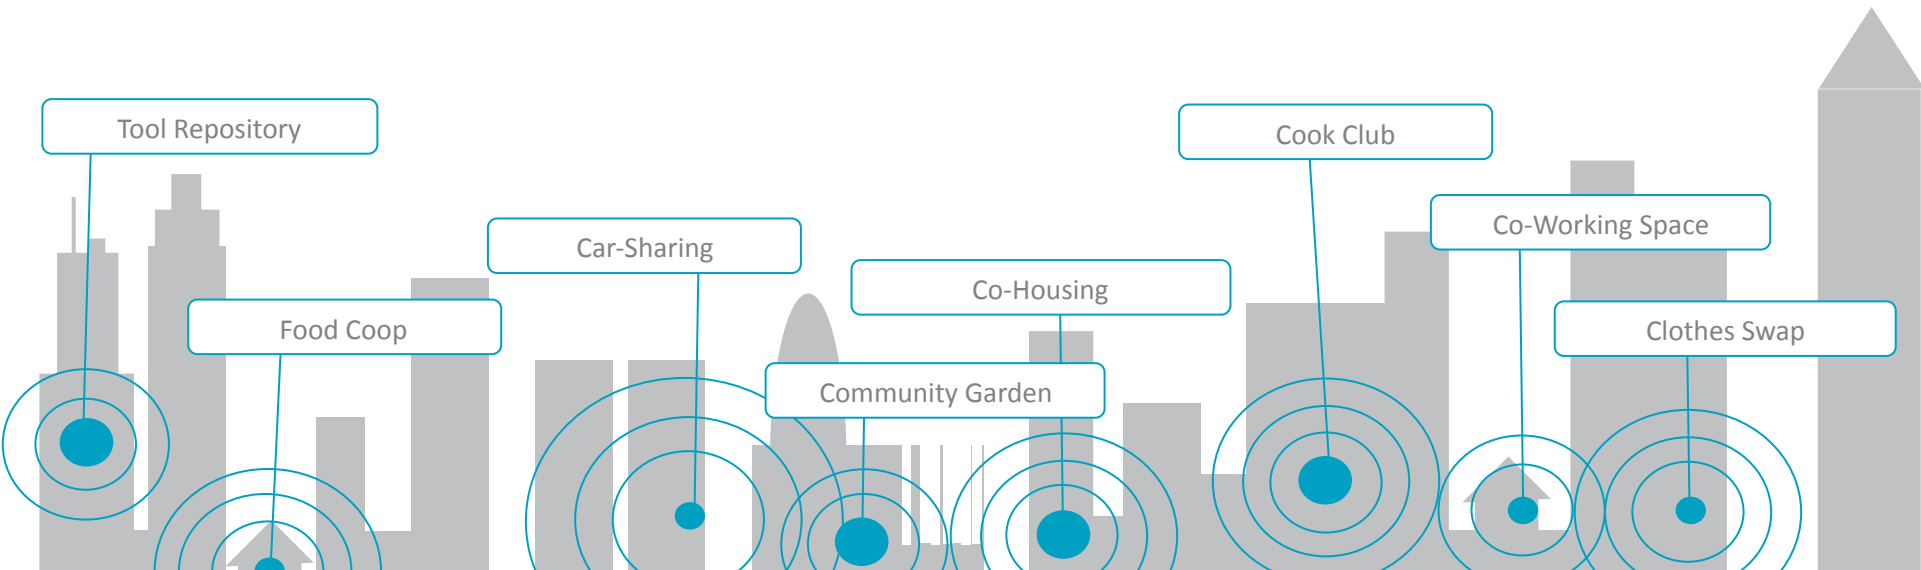 Tool Repository
Food Coop
Car-Sharing
Co-Housing
Community Garden
Cook Club
Co-Working Space
Clothes Swap